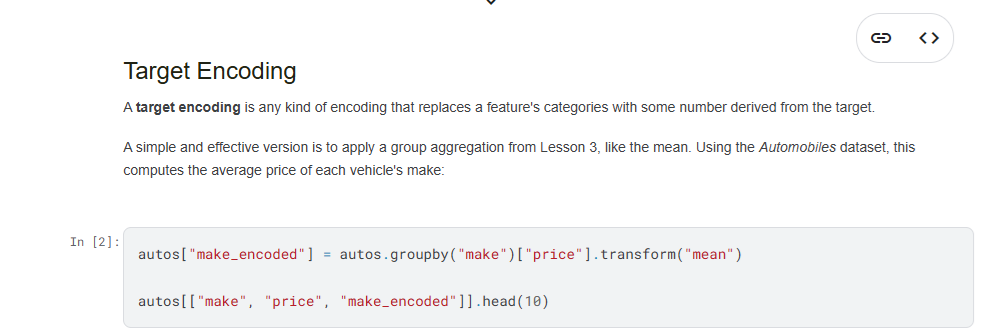 Target Encoding
A target encoding is any kind of encoding that replaces a feature's categories with some number derived from the target.
A simple and effective version is to apply a group aggregation from Lesson 3, like the mean. Using the Automobiles dataset, this
computes the average price of each vehicle's make:
In [2]:
autos["make_encoded"] = autos.groupby("make")["price"].transform("mean")
autos[["make", "price", "make_encoded"]].head(10)